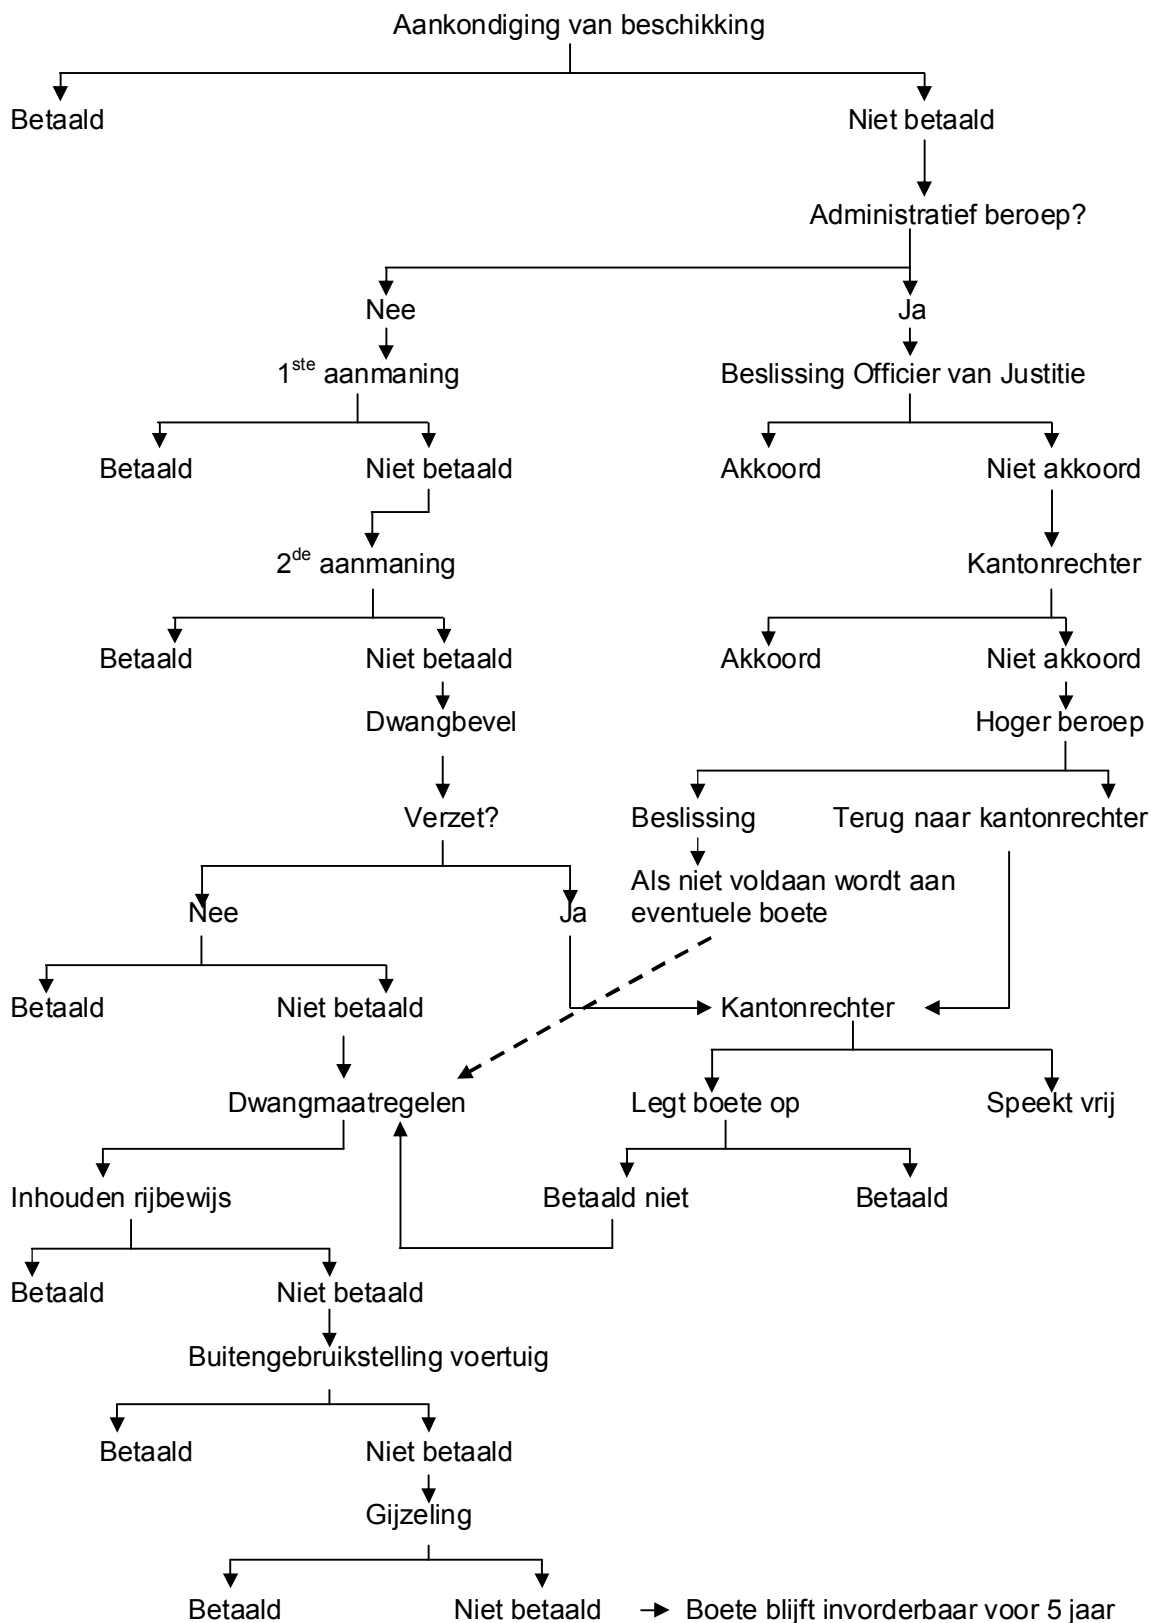 Aankondiging van beschikking
Betaald
Niet betaald
Administratief beroep?
Nee
Ja
1ste aanmaning
Beslissing Officier van Justitie
Betaald
Niet betaald
Akkoord
Niet akkoord
2de aanmaning
Kantonrechter
Betaald
Niet betaald
Akkoord
Niet akkoord
Dwangbevel
Hoger beroep
Verzet?
Beslissing
Terug naar kantonrechter
Als niet voldaan wordt aan
eventuele boete
Nee
Ja
Betaald
Niet betaald
Kantonrechter
Dwangmaatregelen
Legt boete op
Speekt vrij
Inhouden rijbewijs
Betaald niet
Betaald
Betaald
Niet betaald
Buitengebruikstelling voertuig
Betaald
Niet betaald
Gijzeling
Betaald
Niet betaald
Boete blijft invorderbaar voor 5 jaar